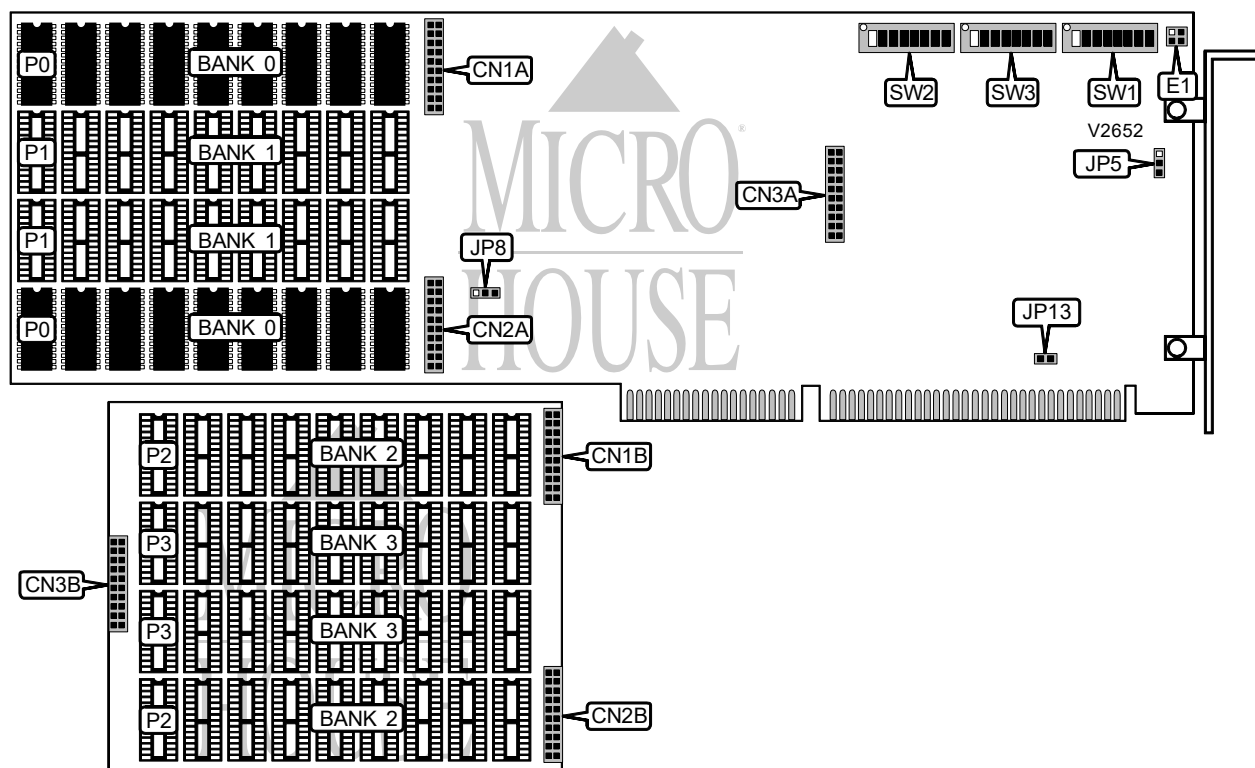 P0 BANK 0 CN1A
SW2 SW3 SW1 E1
V2652
P1 BANK 1
JP5
CN3A
MICRO
HOUSE
®
P1 BANK 1
JP8
P0 BANK 0 CN2A
JP13
P2 BANK 2 CN1B
P3 BANK 3
CN3B
MICRO
HOUSE
P3 BANK 3
P2 BANK 2 CN2B